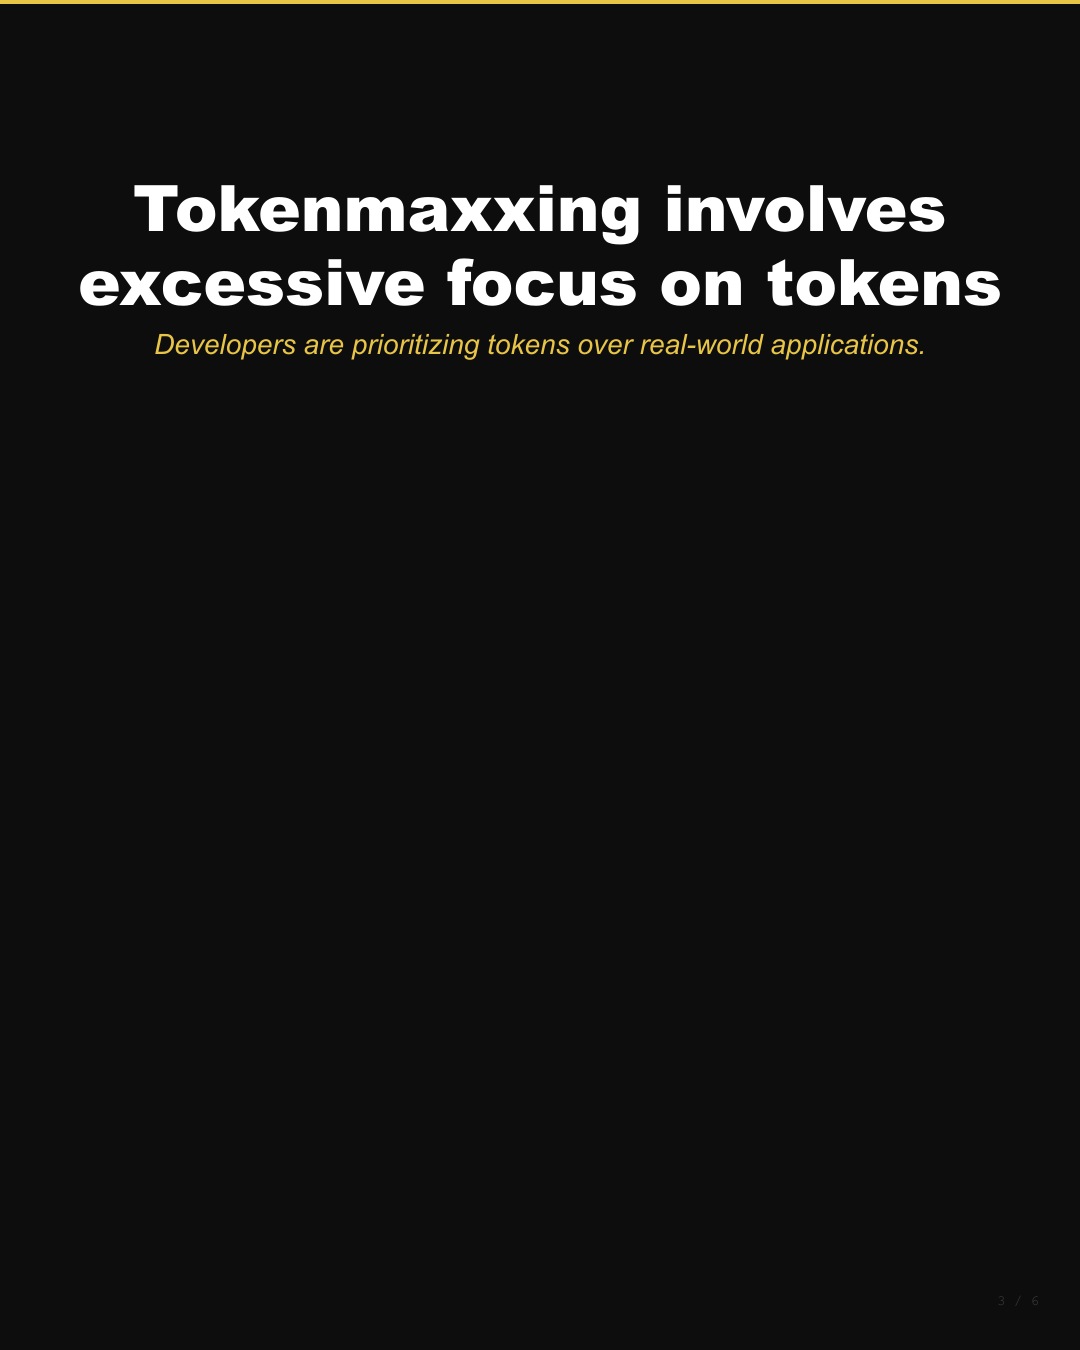 Tokenmaxxing involves
excessive focus on tokens
Developers are prioritizing tokens over real-world applications.
3 / 6